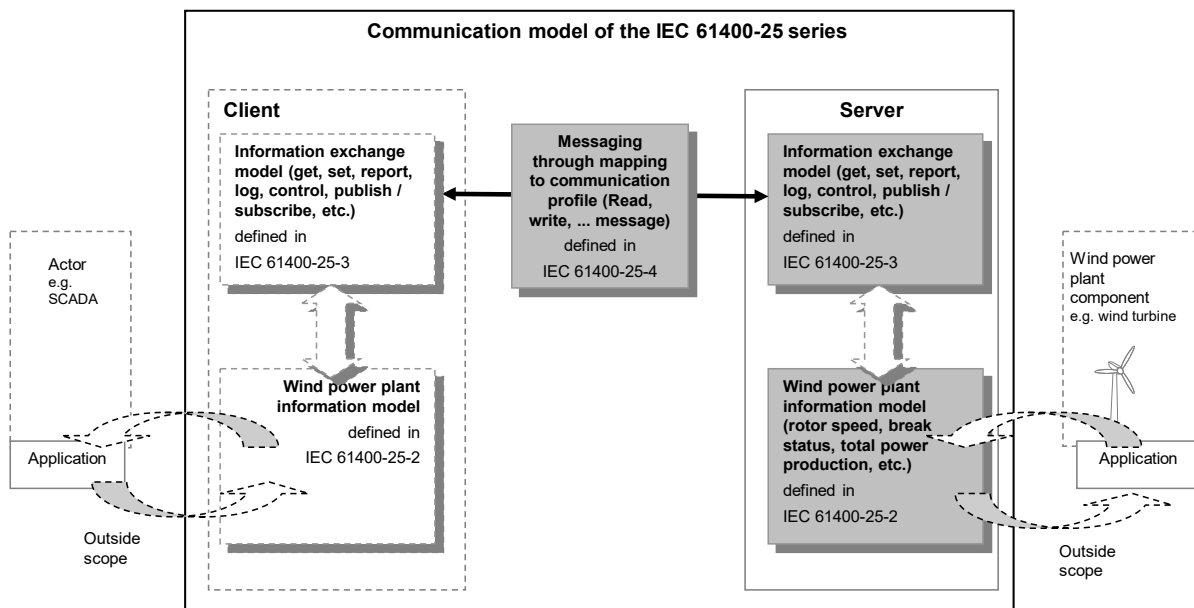 Communication model of the IEC 61400-25 series
Client
Information exchange
model (get, set, report,
log, control, publish /
subscribe, etc.)
defined in
IEC 61400-25-3
Messaging
through mapping
to communication
profile (Read,
write, ... message)
defined in
IEC 61400-25-4
Server
Information exchange
model (get, set, report,
log, control, publish /
subscribe, etc.)
defined in
IEC 61400-25-3
Actor
e.g.
SCADA
Application
Outside
scope
Wind power plant
information model
defined in
IEC 61400-25-2
Wind power plant
information model
(rotor speed, break
status, total power
production, etc.)
defined in
IEC 61400-25-2
Wind power
plant
component
e.g. wind turbine
Application
Outside
scope